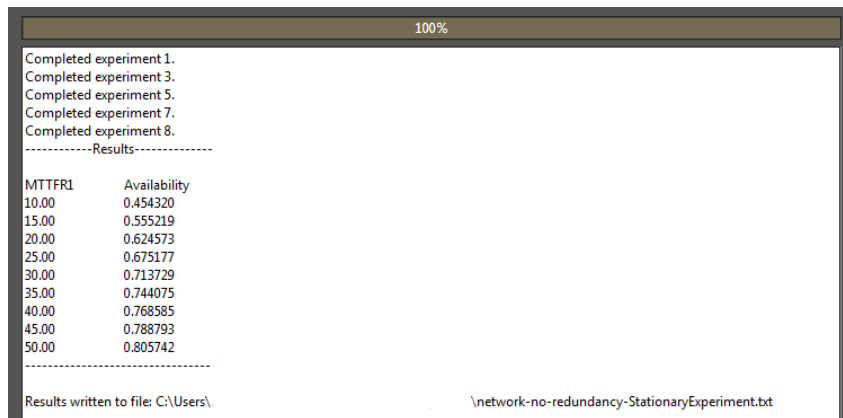 100%
Completed experiment 1.
Completed experiment 3.
Completed experiment 5.
Completed experiment 7.
Completed experiment 8.
------------Results--------------
MTTFR1 Availability
10.00 0.454320
15.00 0.555219
20.00 0.624573
25.00 0.675177
30.00 0.713729
35.00 0.744075
40.00 0.768585
45.00 0.788793
50.00 0.805742
---------------------------------
Results written to file: C:\Users\ \network-no-redundancy-StationaryExperiment.txt